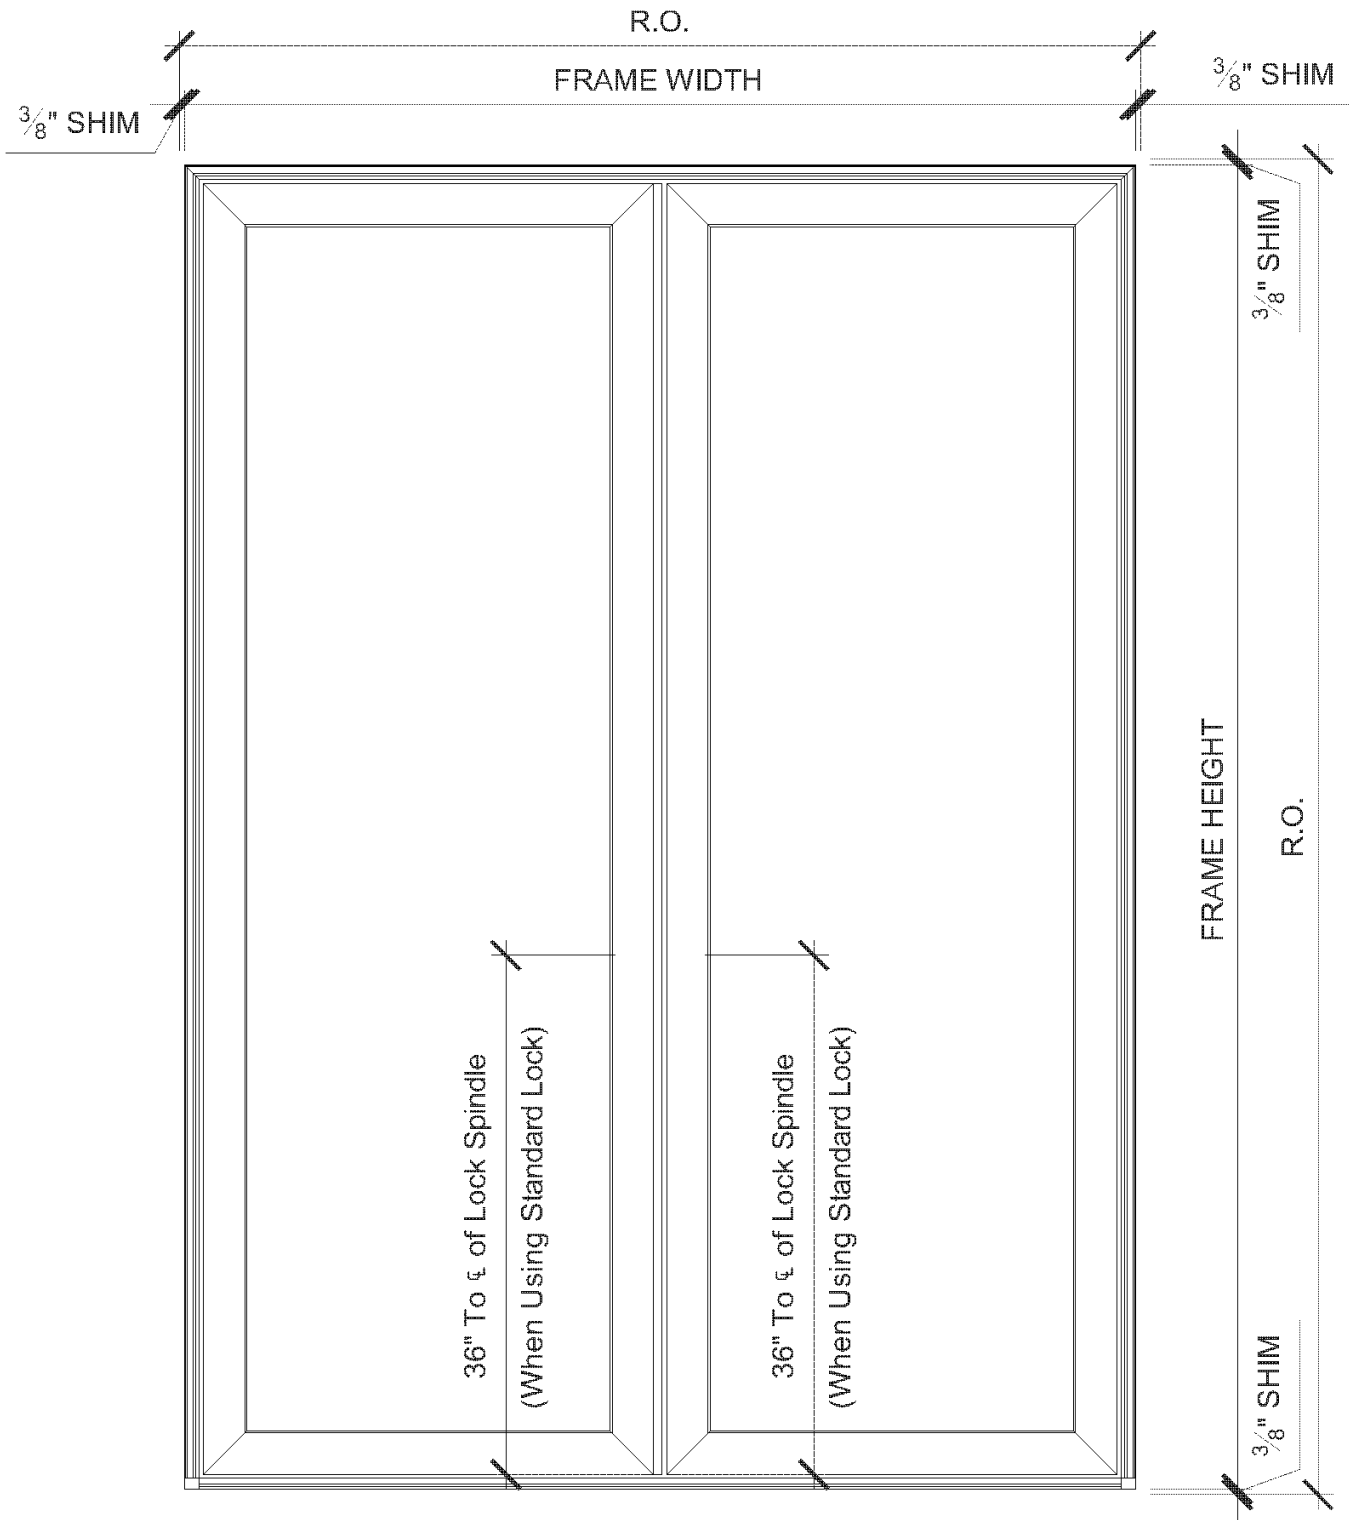 R.O.
FRAME WIDTH
3/8" SHIM
3/8" SHIM
3/8" SHIM
FRAME HEIGHT
R.O.
36" To ℄ of Lock Spindle
(When Using Standard Lock)
36" To ℄ of Lock Spindle
(When Using Standard Lock)
3/8" SHIM